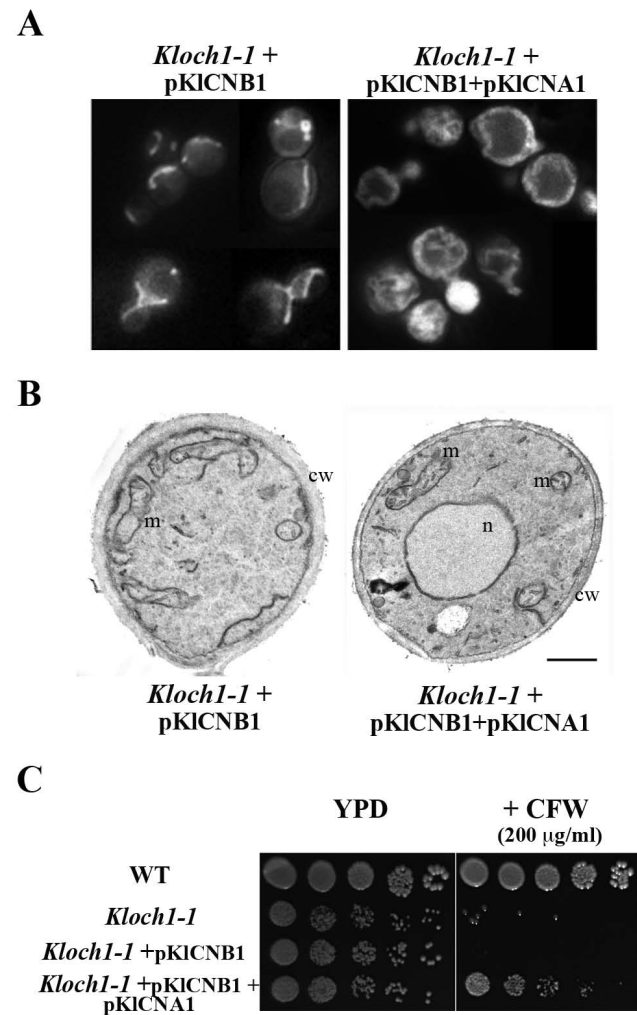 A
Kloch1-1 + Kloch1-1 +
pKlCNB1 pKlCNB1+pKlCNA1
B
cw m m m n cw
Kloch1-1 + Kloch1-1 +
pKlCNB1 pKlCNB1+pKlCNA1
C
YPD + CFW
(200 µg/ml)
WT
Kloch1-1
Kloch1-1 +pKlCNB1
Kloch1-1 +pKlCNB1 +
pKlCNA1